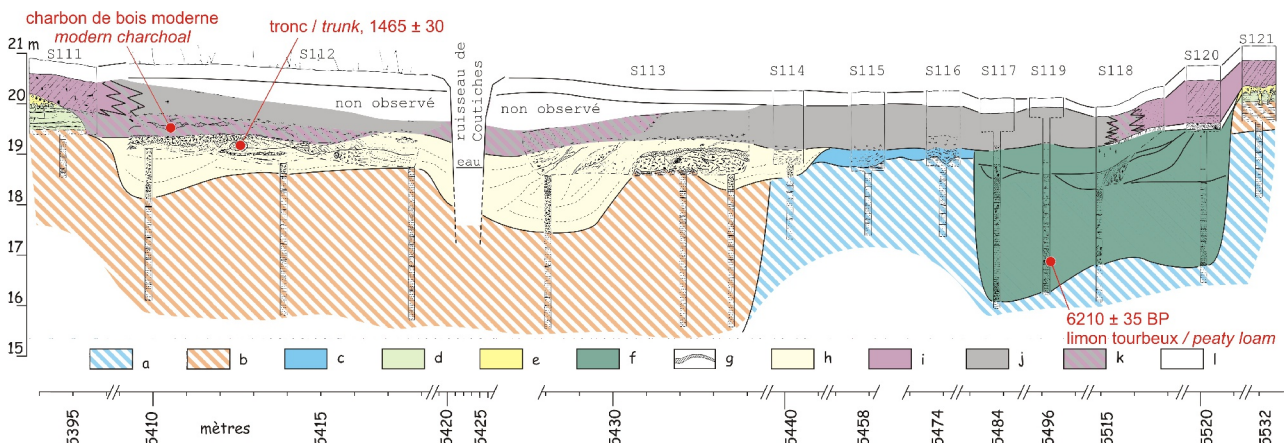 charbon de bois moderne
modern charchoal
tronc / trunk, 1465 ± 30
21 m
20
19
18
17
16
15
S111
S112
ruisseau de
Coutiches
eau
non observé
non observé
S113
S114
S115
S116
S117
S119
S118
S120
S121
6210 ± 35 BP
limon tourbeux / peaty loam
a
b
c
d
e
f
g
h
i
j
k
l
5395
5410
5415
5420
5425
5430
5440
5458
5474
5484
5496
5515
5520
5532
mètres